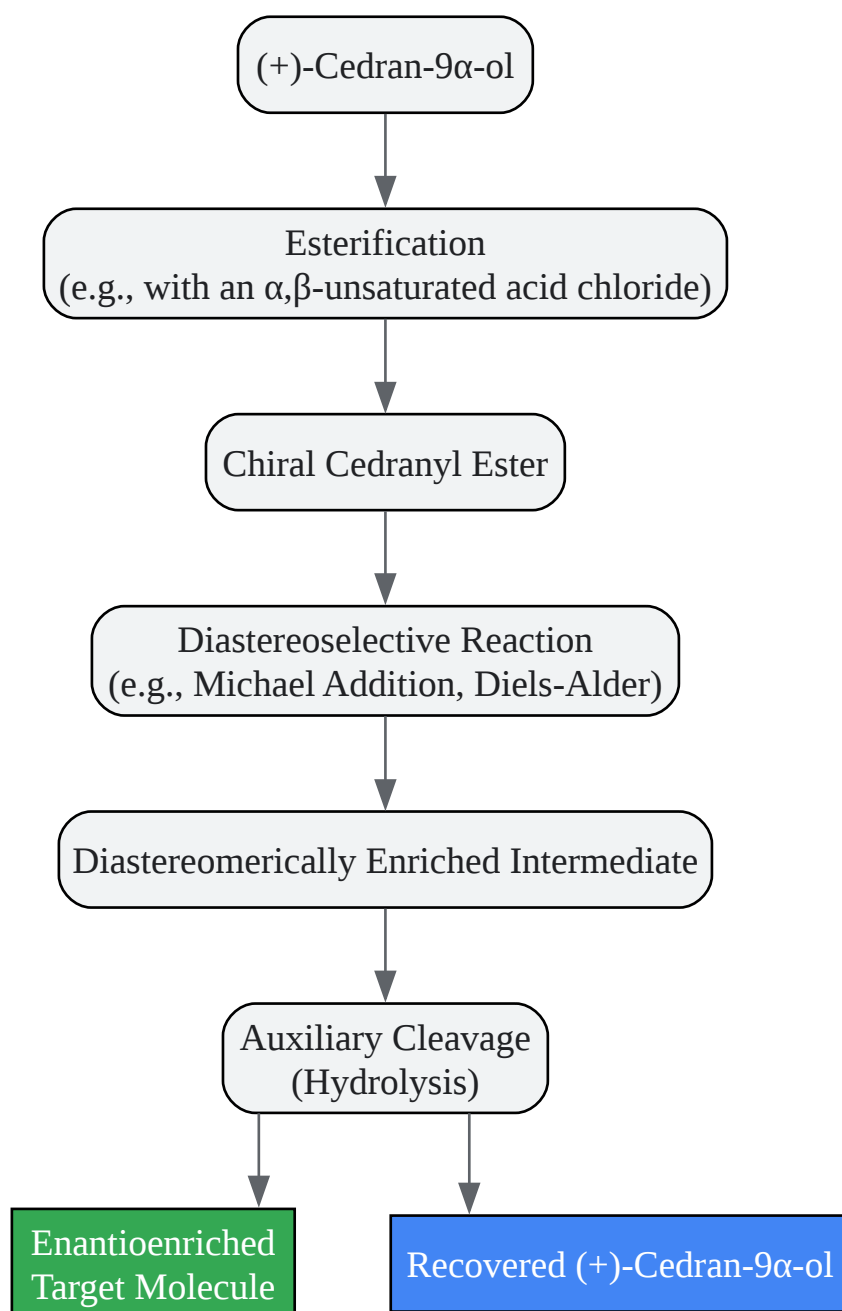 (+)-Cedran-9α-ol
Esterification
(e.g., with an α,β-unsaturated acid chloride)
Chiral Cedranyl Ester
Diastereoselective Reaction
(e.g., Michael Addition, Diels-Alder)
Diastereomerically Enriched Intermediate
Auxiliary Cleavage
(Hydrolysis)
Enantioenriched
Target Molecule
Recovered (+)-Cedran-9α-ol